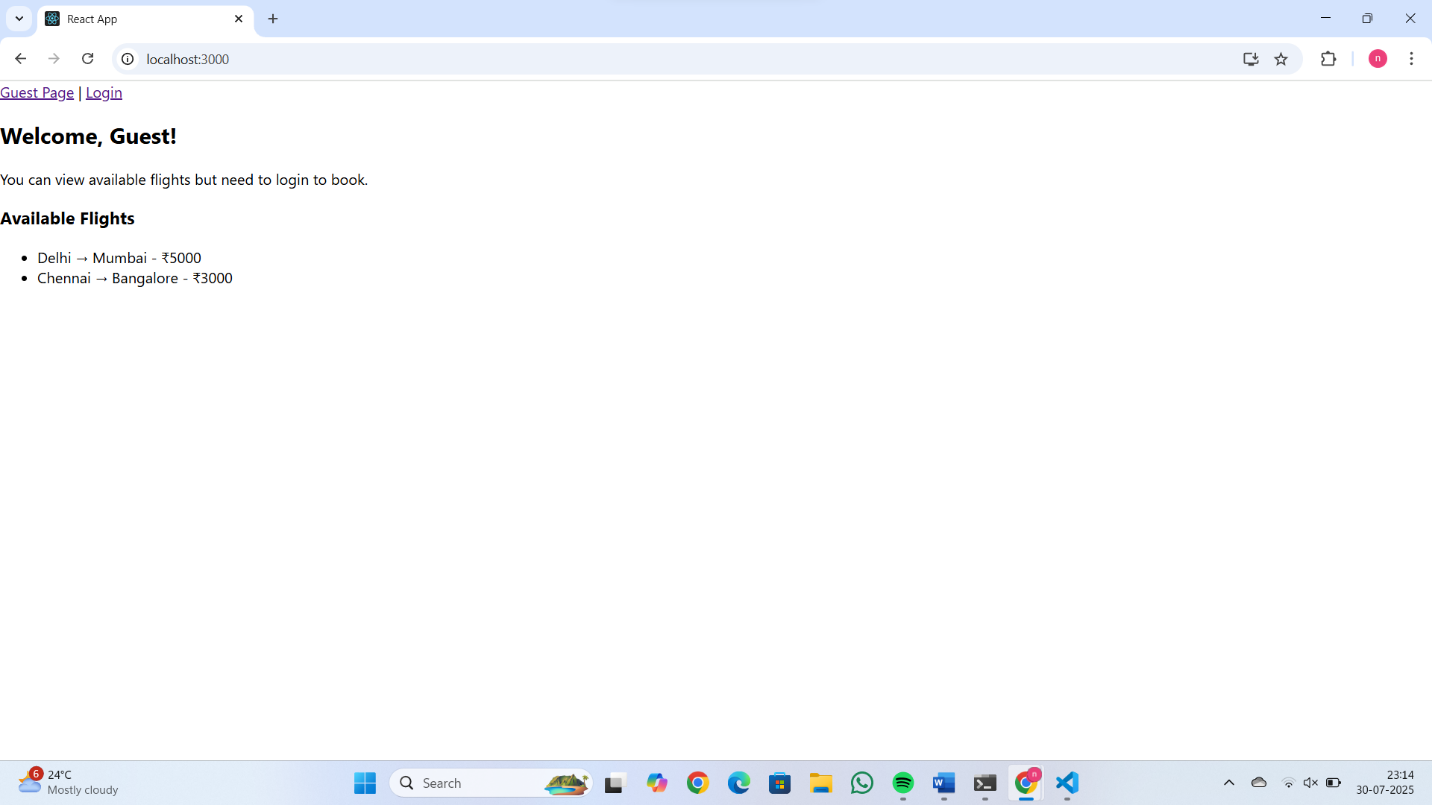 React App
localhost:3000
n
Guest Page | Login
Welcome, Guest!
You can view available flights but need to login to book.
Available Flights
• Delhi → Mumbai - ₹5000
• Chennai → Bangalore - ₹3000
6
24°C
Mostly cloudy
Search
W
n
23:14
30-07-2025